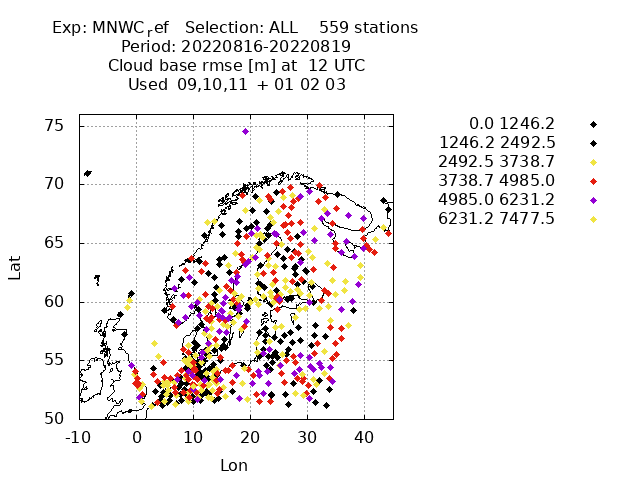 Exp: MNWC_ref   Selection: ALL    559 stations
Period: 20220816-20220819
Cloud base rmse [m] at  12 UTC
Used  09,10,11  + 01 02 03
0.0 1246.2
1246.2 2492.5
2492.5 3738.7
3738.7 4985.0
4985.0 6231.2
6231.2 7477.5
75
70
65
60
55
50
Lat
-10 0 10 20 30 40
Lon